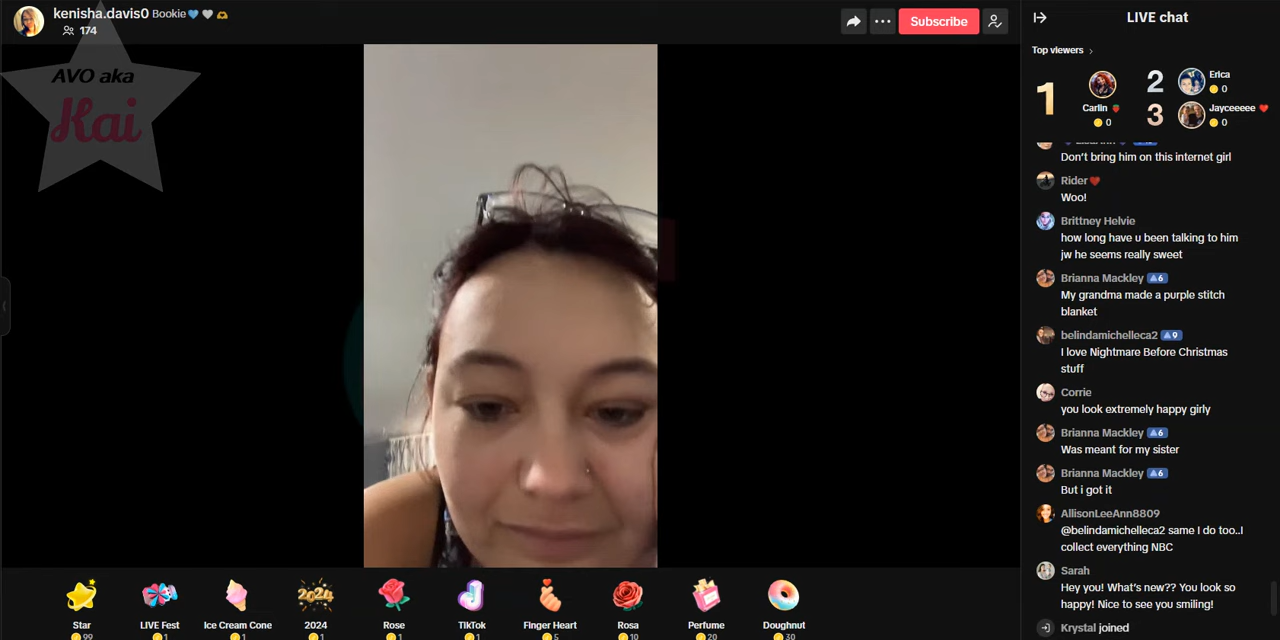 kenisha.davis0 Bookie
174
Subscribe
LIVE chat
Top viewers
AVO aka
Kai
1
Carlin
0
2
Erica
0
3
Jayceeeee
0
Don't bring him on this internet girl
Rider
Woo!
Brittney Helvie
how long have u been talking to him
jw he seems really sweet
Brianna Mackley 6
My grandma made a purple stitch
blanket
belindamichelleca2 9
I love Nightmare Before Christmas
stuff
Corrie
you look extremely happy girly
Brianna Mackley 6
Was meant for my sister
Brianna Mackley 6
But i got it
AllisonLeeAnn8809
@belindamichelleca2 same I do too..I
collect everything NBC
Sarah
Hey you! What's new?? You look so
happy! Nice to see you smiling!
Krystal joined
2024
Star
LIVE Fest
Ice Cream Cone
2024
Rose
TikTok
Finger Heart
Rosa
Perfume
Doughnut
99
1
1
1
1
1
5
10
20
30